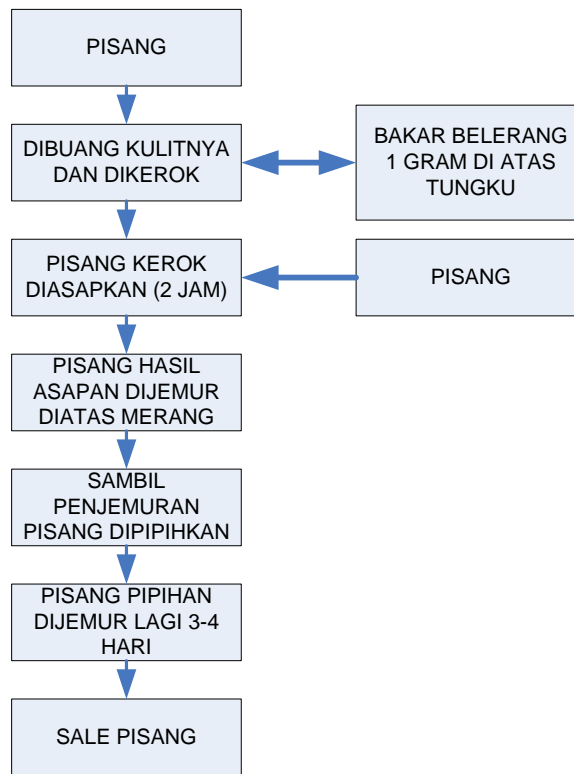 PISANG
DIBUANG KULITNYA
DAN DIKEROK
BAKAR BELERANG
1 GRAM DI ATAS
TUNGKU
PISANG KEROK
DIASAPKAN (2 JAM)
PISANG
PISANG HASIL
ASAPAN DIJEMUR
DIATAS MERANG
SAMBIL
PENJEMURAN
PISANG DIPIPIHKAN
PISANG PIPIHAN
DIJEMUR LAGI 3-4
HARI
SALE PISANG